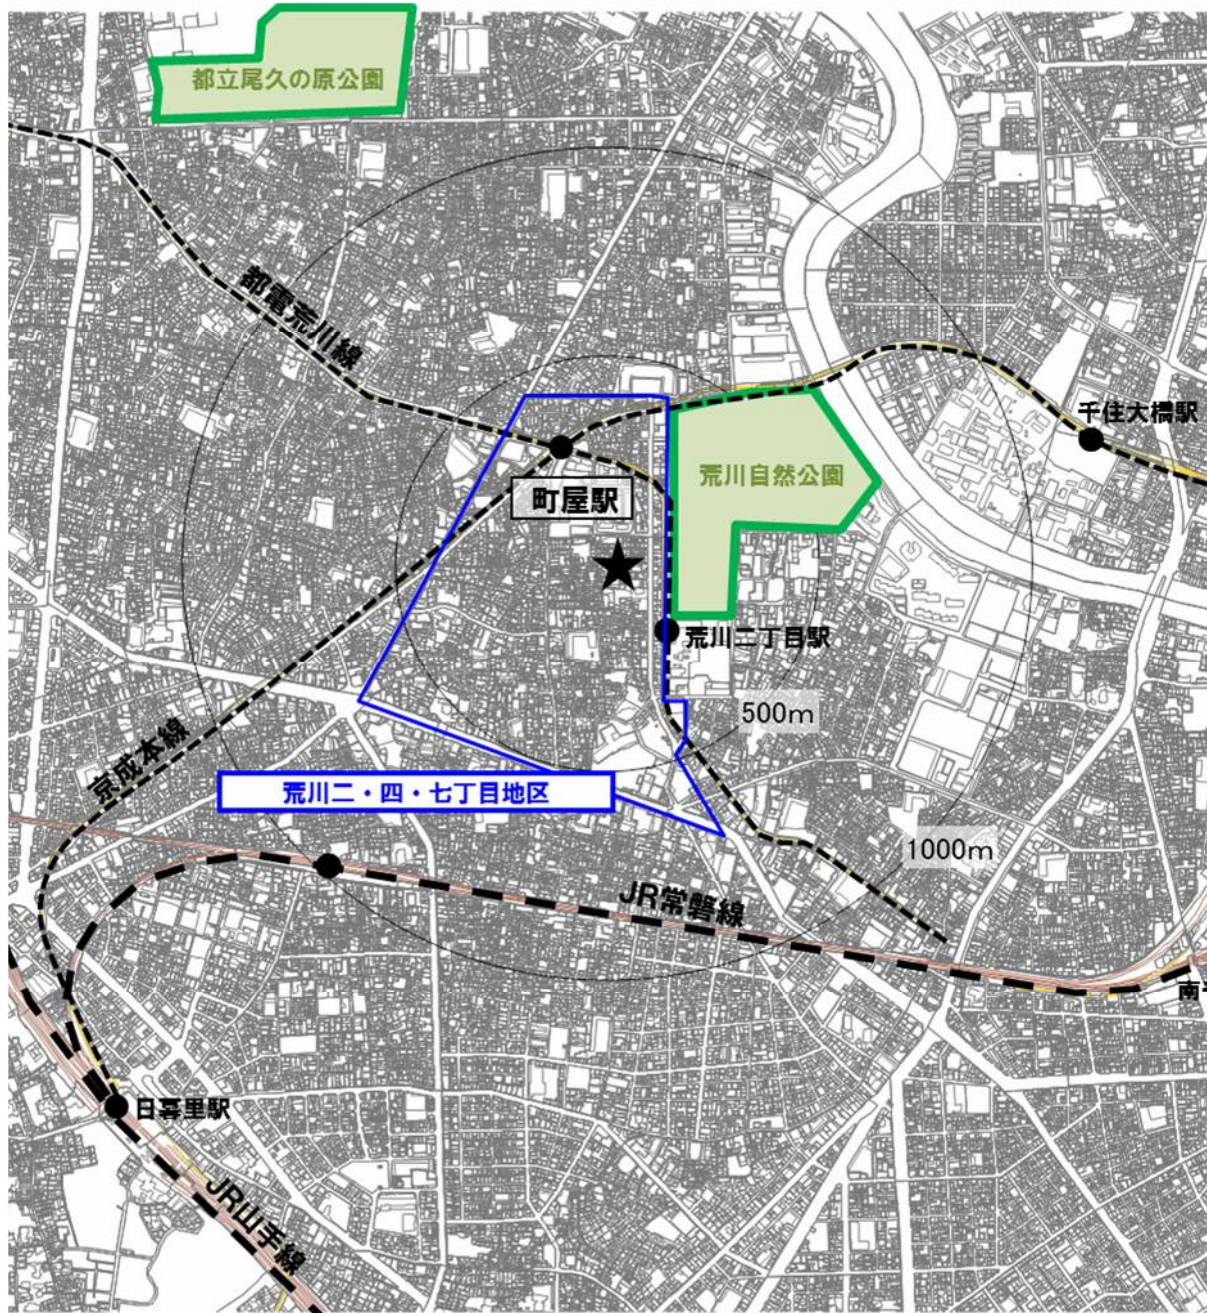 都立尾久の原公園
都電荒川線
千住大橋駅
荒川自然公園
町屋駅
荒川二丁目駅
500m
京成本線
荒川二・四・七丁目地区
1000m
JR常磐線
南
日暮里駅
JR山手線